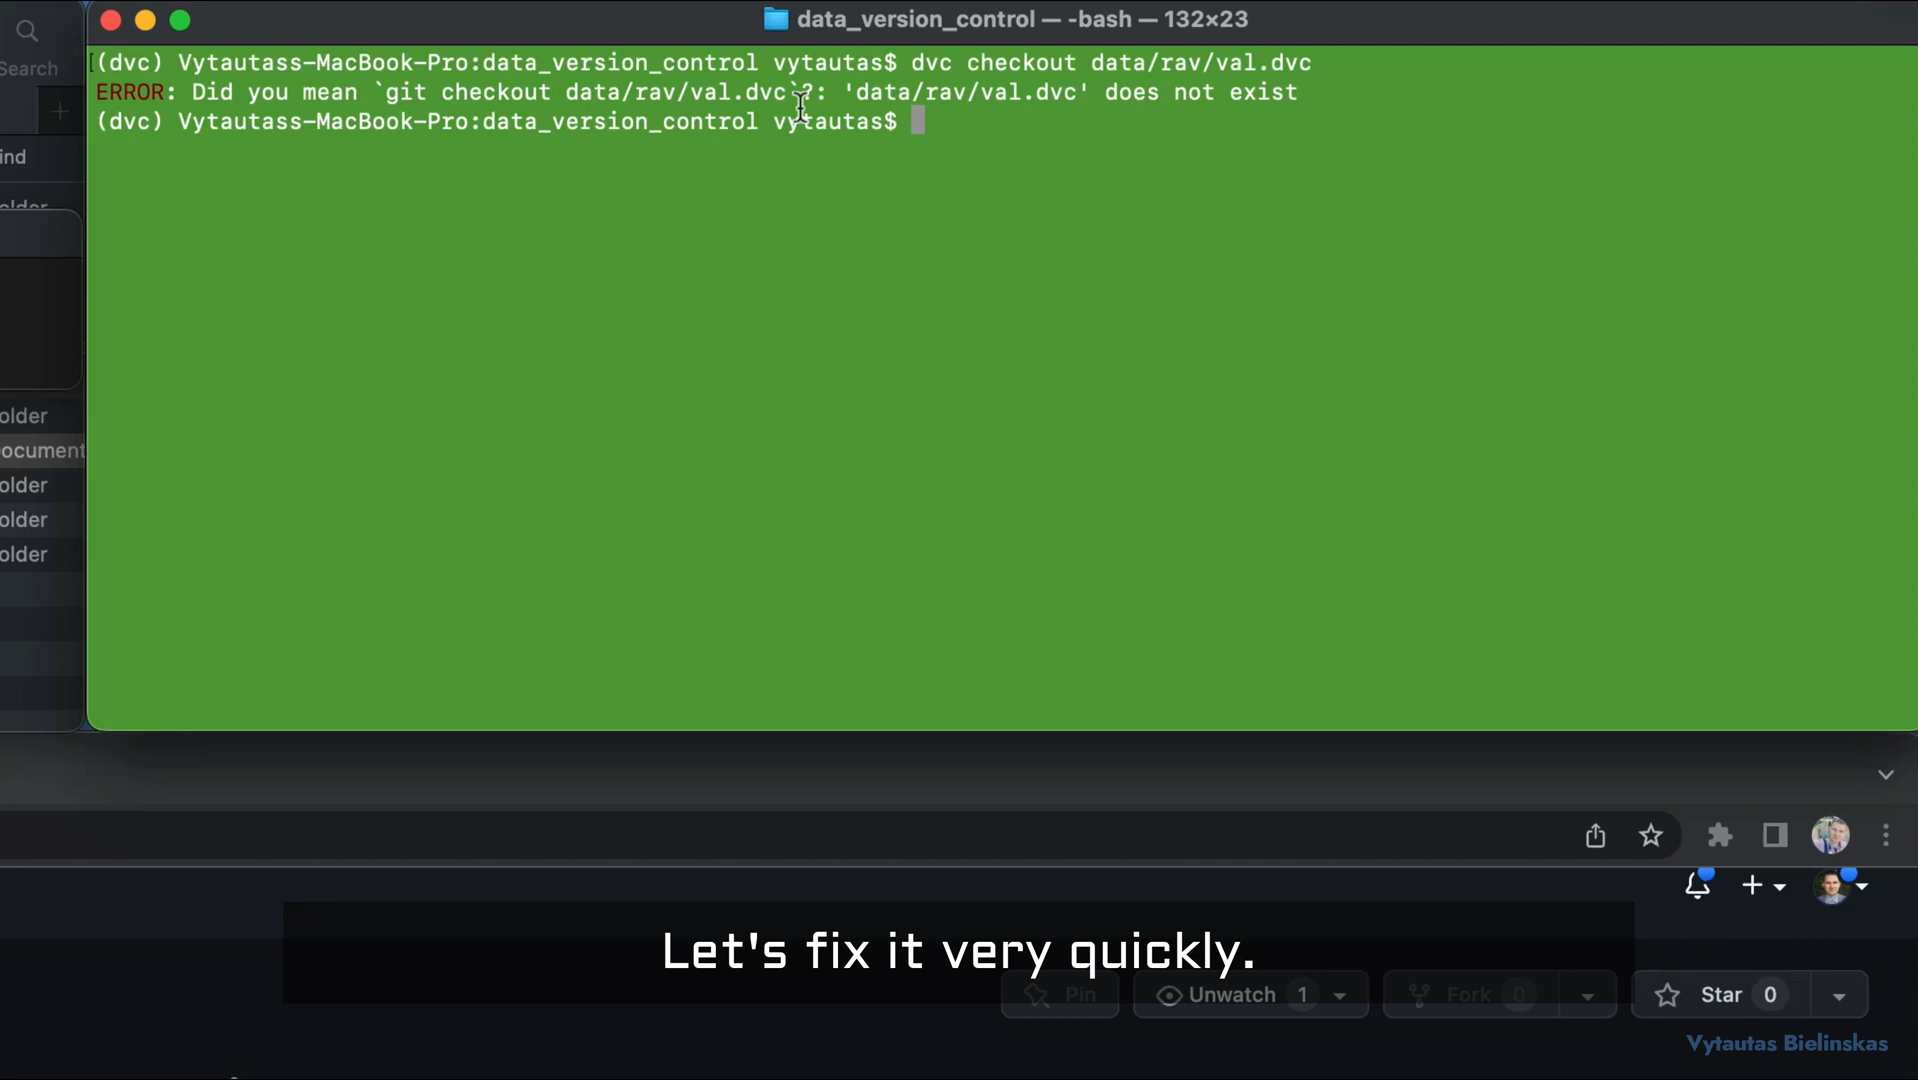 data_version_control — -bash — 132×23
Search
(dvc) Vytautass-MacBook-Pro:data_version_control vytautas$ dvc checkout data/rav/val.dvc
ERROR: Did you mean `git checkout data/rav/val.dvc`?: 'data/rav/val.dvc' does not exist
(dvc) Vytautass-MacBook-Pro:data_version_control vytautas$
ind
older
older
ocument
older
older
older
Let's fix it very quickly.
Pin
Unwatch 1
Fork 0
Star 0
Vytautas Bielinskas